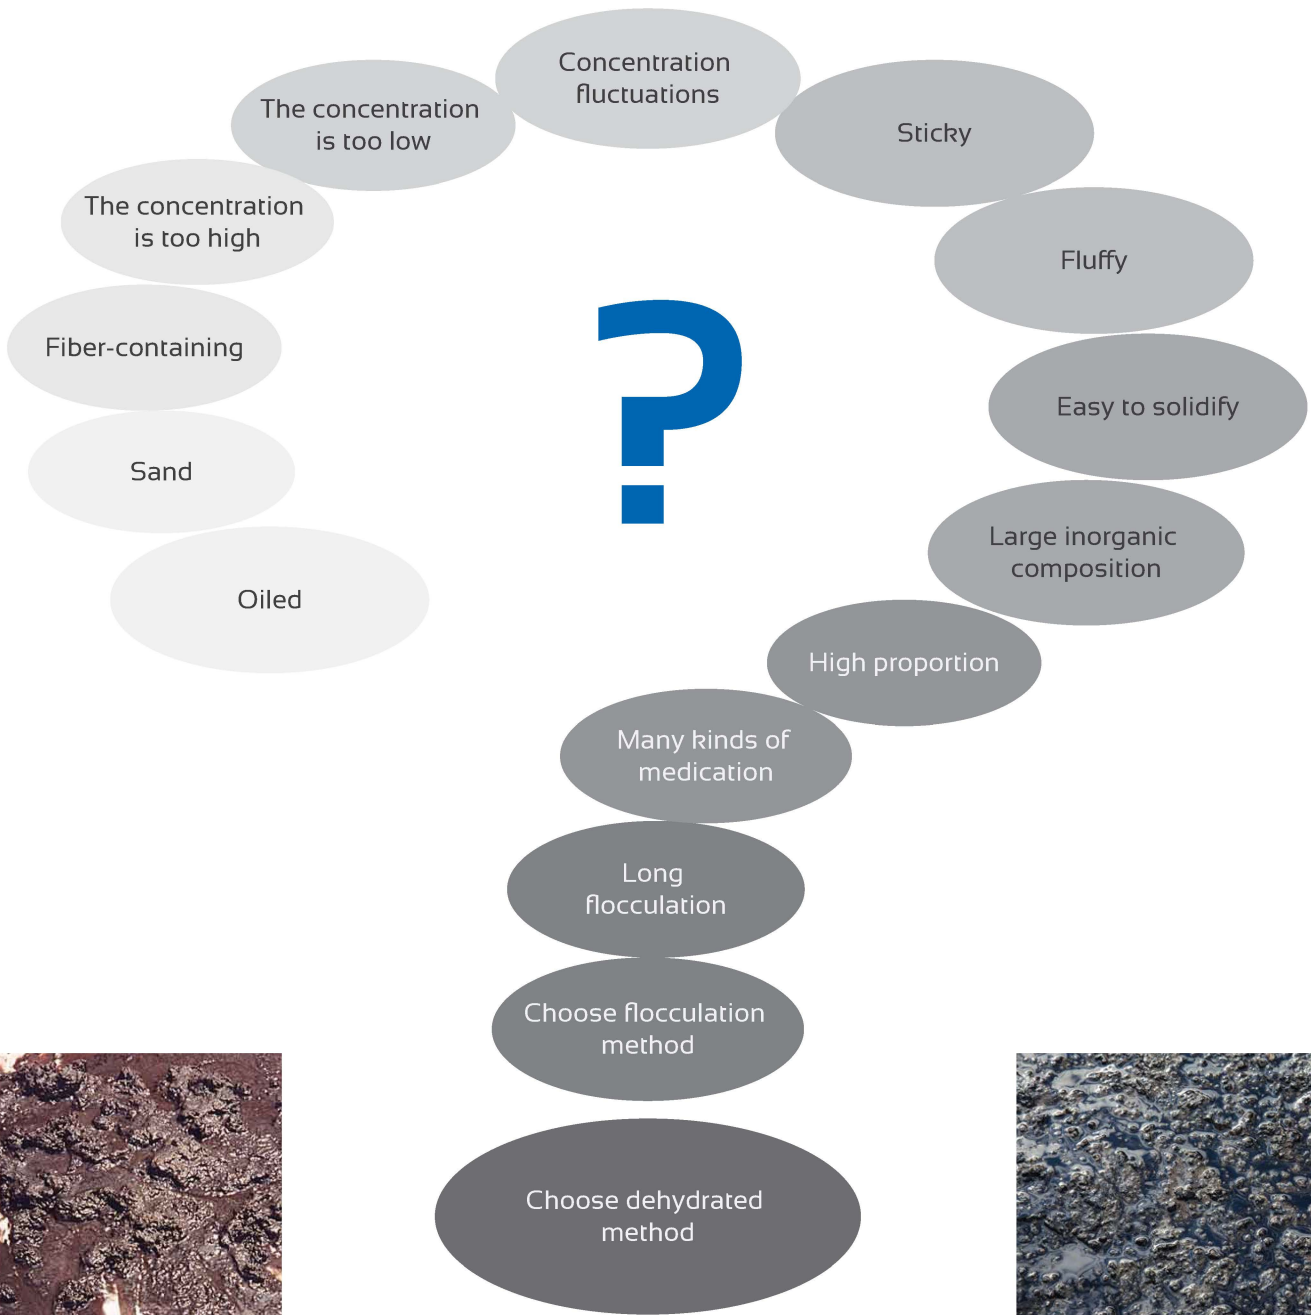 Concentration
fluctuations
The concentration
is too low
Sticky
The concentration
is too high
Fluffy
Fiber-containing
Easy to solidify
Sand
Large inorganic
composition
Oiled
High proportion
Many kinds of
medication
Long
flocculation
Choose flocculation
method
Choose dehydrated
method
?